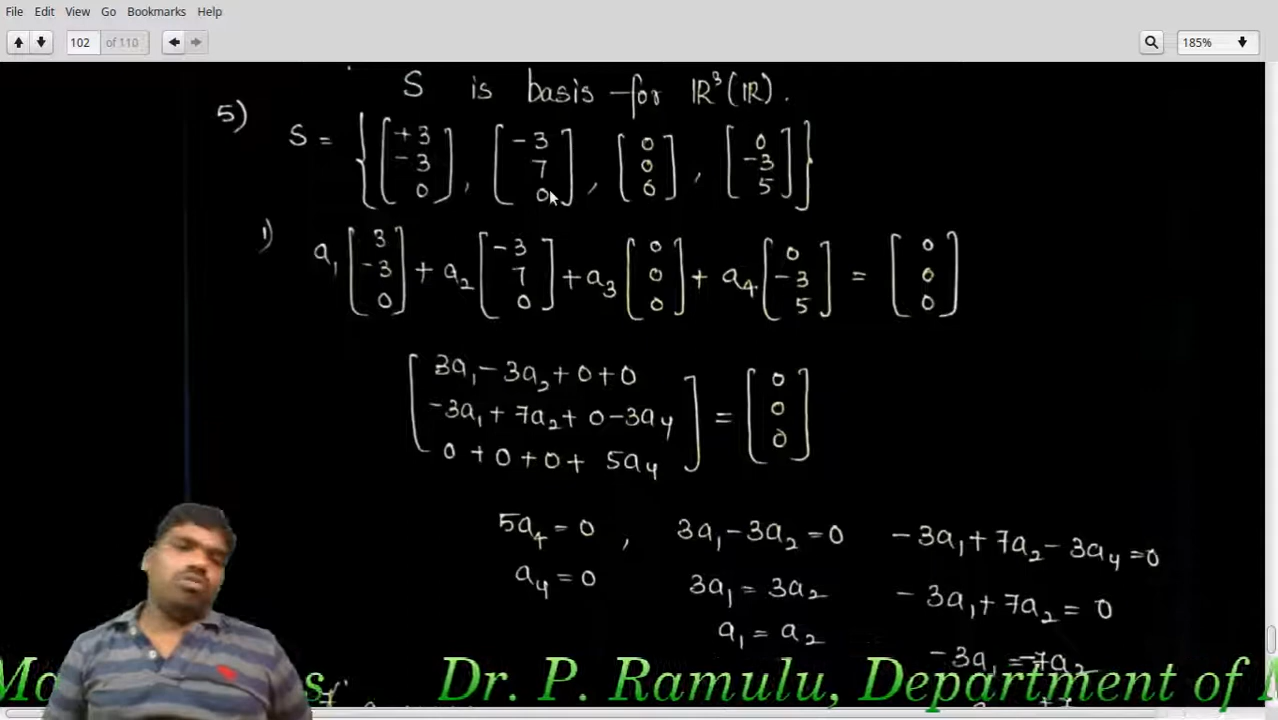 File Edit View Go Bookmarks Help
102 of 110 185%
S is basis for ℝ³(ℝ).
5) S = { [+3 -3 0], [-3 7 0], [0 0 0], [0 -3 5] }
1) a₁ [3 -3 0] + a₂ [-3 7 0] + a₃ [0 0 0] + a₄ [0 -3 5] = [0 0 0]
[3a₁ - 3a₂ + 0 + 0
-3a₁ + 7a₂ + 0 - 3a₄
0 + 0 + 0 + 5a₄] = [0 0 0]
5a₄ = 0 , 3a₁ - 3a₂ = 0 -3a₁ + 7a₂ - 3a₄ = 0
a₄ = 0 3a₁ = 3a₂ -3a₁ + 7a₂ = 0
a₁ = a₂ -3a₁ = -7a₂
s. Dr. P. Ramulu, Department of M